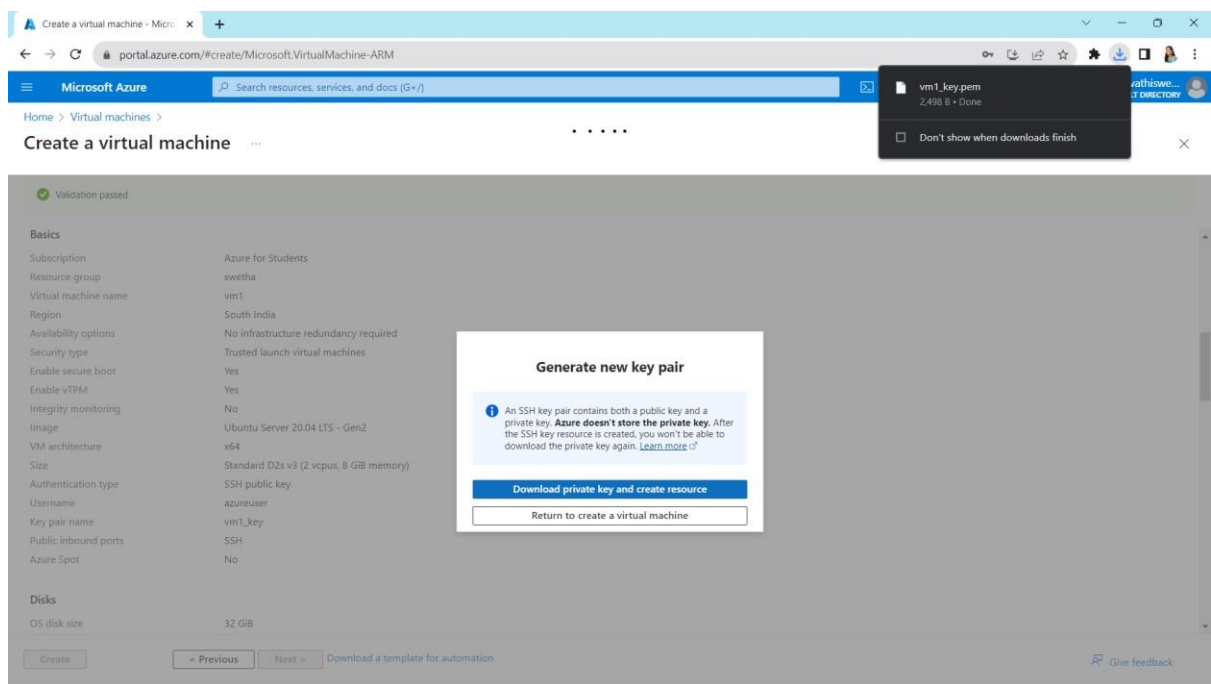 Create a virtual machine - Micro
portal.azure.com/#create/Microsoft.VirtualMachine-ARM
Microsoft Azure
Search resources, services, and docs (G+/)
vm1_key.pem
2,498 B • Done
Don't show when downloads finish
vathiswe...
LT DIRECTORY
Home > Virtual machines >
Create a virtual machine ...
Validation passed
Basics
Subscription Azure for Students
Resource group swetha
Virtual machine name vm1
Region South India
Availability options No infrastructure redundancy required
Security type Trusted launch virtual machines
Enable secure boot Yes
Enable vTPM Yes
Integrity monitoring No
Image Ubuntu Server 20.04 LTS - Gen2
VM architecture x64
Size Standard D2s v3 (2 vcpus, 8 GiB memory)
Authentication type SSH public key
Username azureuser
Key pair name vm1_key
Public inbound ports SSH
Azure Spot No
Disks
OS disk size 32 GiB
Generate new key pair
An SSH key pair contains both a public key and a
private key. Azure doesn't store the private key. After
the SSH key resource is created, you won't be able to
download the private key again. Learn more
Download private key and create resource
Return to create a virtual machine
Create
< Previous
Next >
Download a template for automation
Give feedback